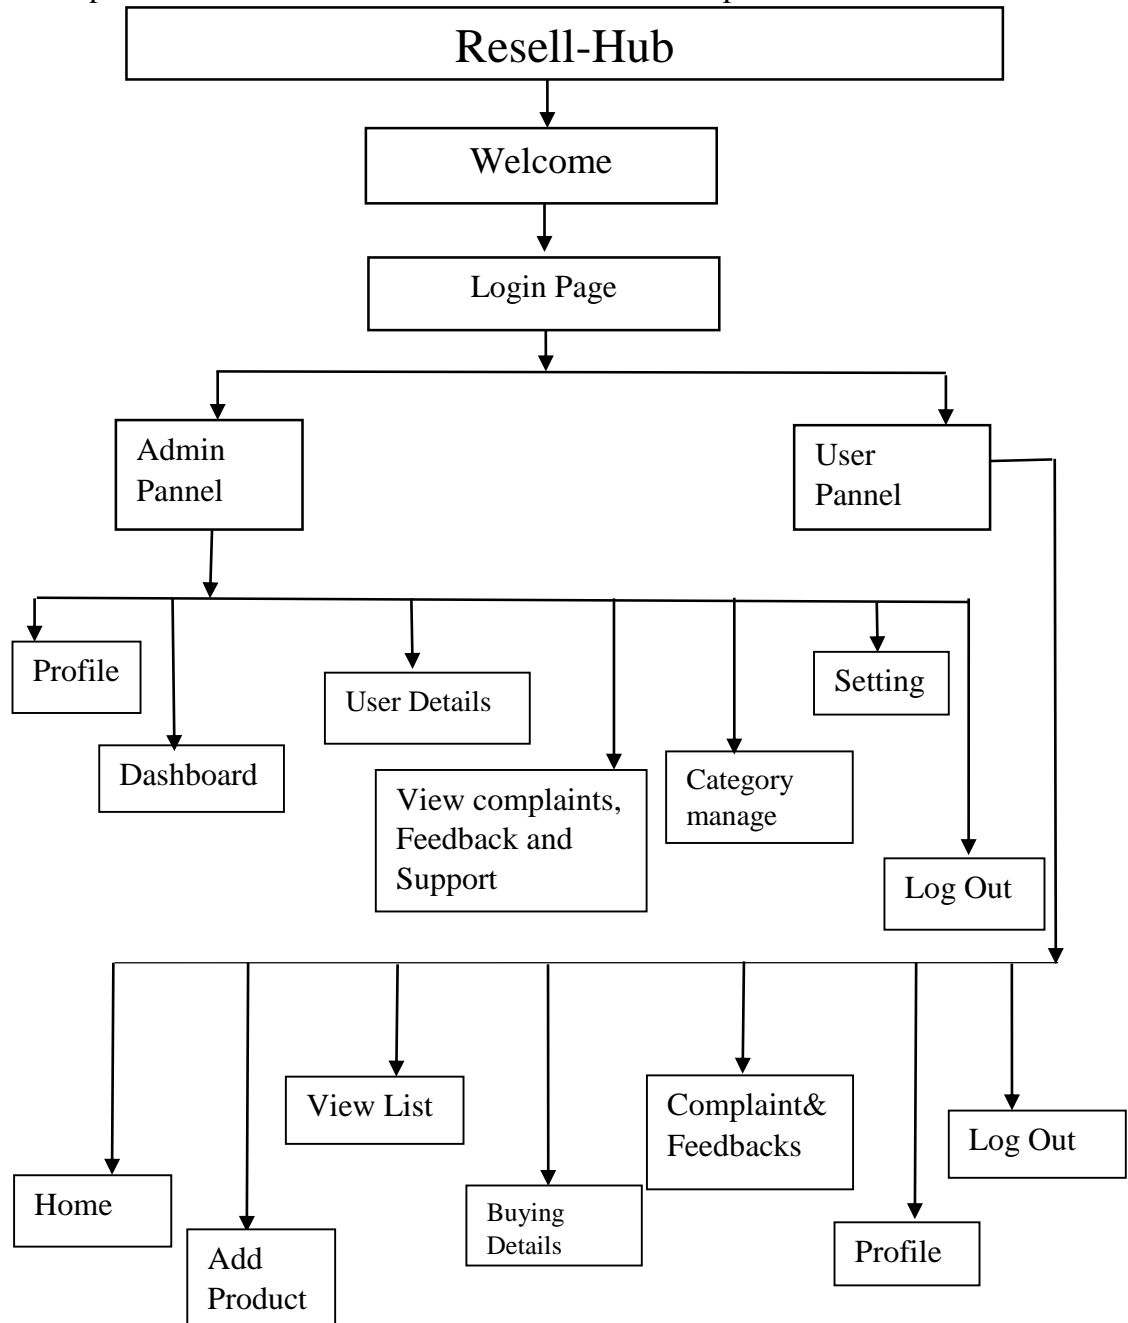 Resell-Hub
Welcome
Login Page
Admin
Pannel
User
Pannel
Profile
Dashboard
User Details
View complaints,
Feedback and
Support
Category
manage
Setting
Log Out
Home
Add
Product
View List
Buying
Details
Complaint&
Feedbacks
Profile
Log Out